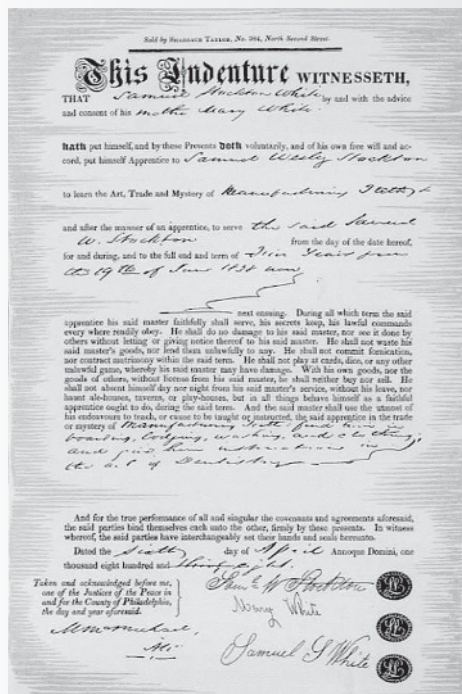 Sold by SHADRACH TAYLOR, No. 384, North Second Street.
This Indenture WITNESSETH,
THAT Samuel Stockton White by and with the advice
and consent of his mother Mary White.
hath put himself, and by these Presents doth voluntarily, and of his own free will and ac-
cord, put himself Apprentice to Samuel Wesley Stockton
to learn the Art, Trade and Mystery of Manufacturing Teeth
and after the manner of an apprentice, to serve the said Samuel
W. Stockton from the day of the date hereof,
for and during, and to the full end and term of Years from
the 19th of June 1838 now
next ensuing. During all which term the said
apprentice his said master faithfully shall serve, his secrets keep, his lawful commands
every where readily obey. He shall do no damage to his said master, nor see it done by
others without letting or giving notice thereof to his said master. He shall not waste his
said master's goods, nor lend them unlawfully to any. He shall not commit fornication,
nor contract matrimony within the said term. He shall not play at cards, dice, or any other
unlawful game, whereby his said master may have damage. With his own goods, nor the
goods of others, without license from his said master, he shall neither buy nor sell. He
shall not absent himself day nor night from his said master's service, without his leave, nor
haunt ale-houses, taverns, or play-houses, but in all things behave himself as a faithful
apprentice ought to do, during the said term. And the said master shall use the utmost of
his endeavours to teach, or cause to be taught or instructed, the said apprentice in the trade
or mystery of Manufacturing Teeth find him in
boarding, lodging, washing, and clothing,
and give him instructions in
the art of Dentistry
And for the true performance of all and singular the covenants and agreements aforesaid,
the said parties bind themselves each unto the other, firmly by these presents. In witness
whereof, the said parties have interchangeably set their hands and seals hereunto.
Dated the sixth day of April Annoque Domini, one
thousand eight hundred and thirty eight.
Taken and acknowledged before me,
one of the Justices of the Peace in
and for the County of Philadelphia,
the day and year aforesaid.
Saml W Stockton
Mary White
Samuel S White